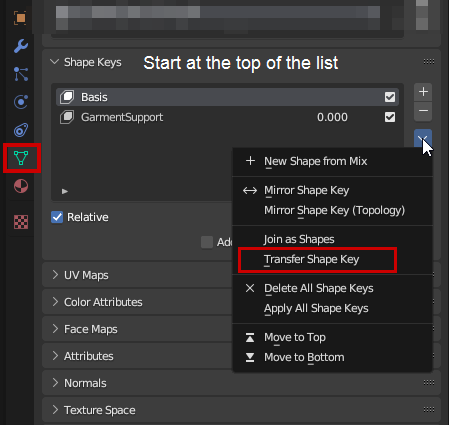 Shape Keys
Start at the top of the list
Basis
GarmentSupport 0.000
New Shape from Mix
Mirror Shape Key
Mirror Shape Key (Topology)
Join as Shapes
Transfer Shape Key
Delete All Shape Keys
Apply All Shape Keys
Move to Top
Move to Bottom
Relative
UV Maps
Color Attributes
Face Maps
Attributes
Normals
Texture Space